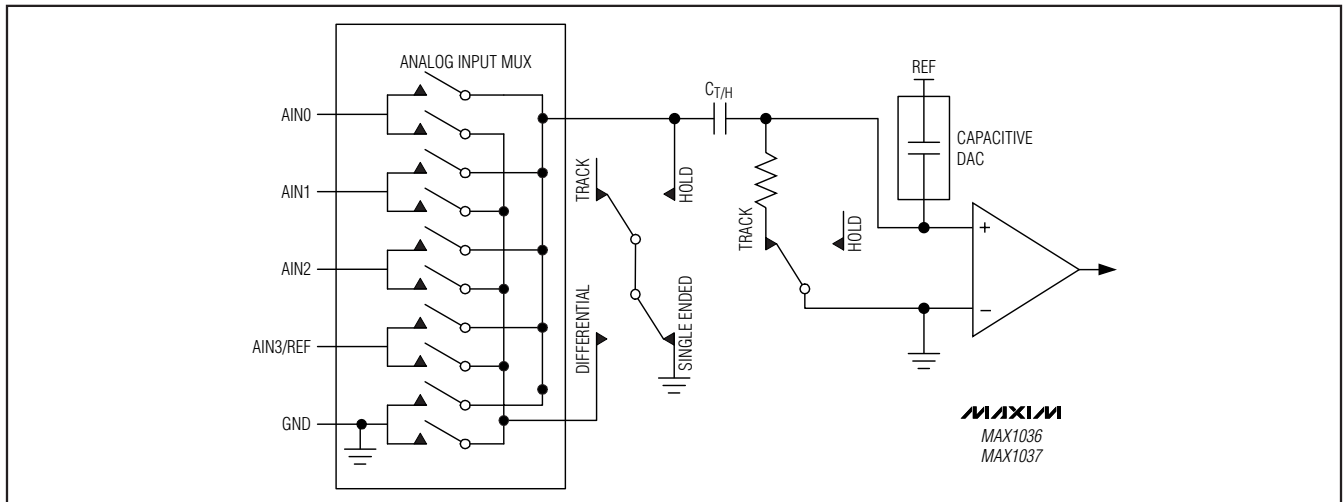 ANALOG INPUT MUX
AIN0
AIN1
AIN2
AIN3/REF
GND
TRACK
HOLD
DIFFERENTIAL
SINGLE ENDED
CT/H
TRACK
HOLD
REF
CAPACITIVE
DAC
+
–
MAXIM
MAX1036
MAX1037